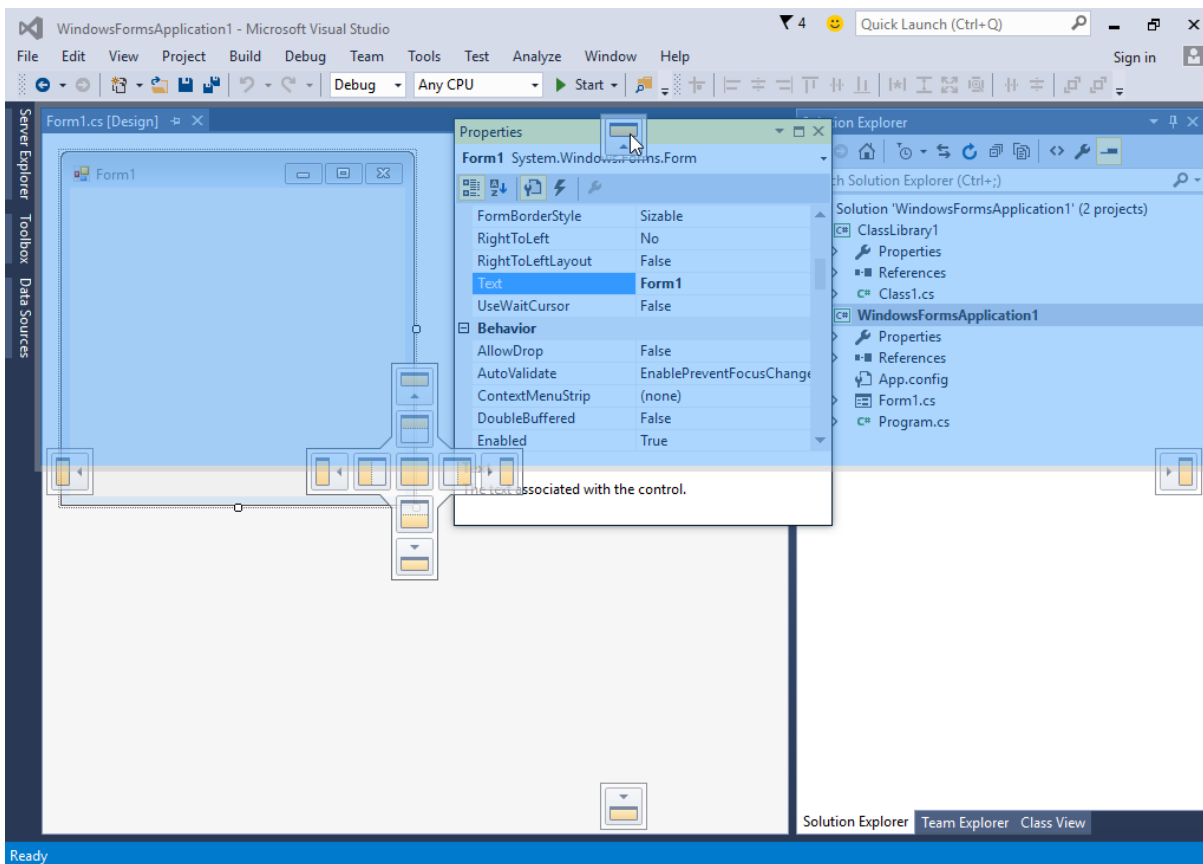 WindowsFormsApplication1 - Microsoft Visual Studio
4
Quick Launch (Ctrl+Q)
File Edit View Project Build Debug Team Tools Test Analyze Window Help
Sign in
Debug Any CPU Start
Server Explorer
Toolbox
Data Sources
Form1.cs [Design]
Form1
Properties
Form1 System.Windows.Forms.Form
FormBorderStyle Sizable
RightToLeft No
RightToLeftLayout False
Text Form1
UseWaitCursor False
Behavior
AllowDrop False
AutoValidate EnablePreventFocusChange
ContextMenuStrip (none)
DoubleBuffered False
Enabled True
Text
The text associated with the control.
Explorer
Solution Explorer (Ctrl+;)
Solution 'WindowsFormsApplication1' (2 projects)
C# ClassLibrary1
Properties
References
C# Class1.cs
C# WindowsFormsApplication1
Properties
References
App.config
Form1.cs
C# Program.cs
Solution Explorer Team Explorer Class View
Ready